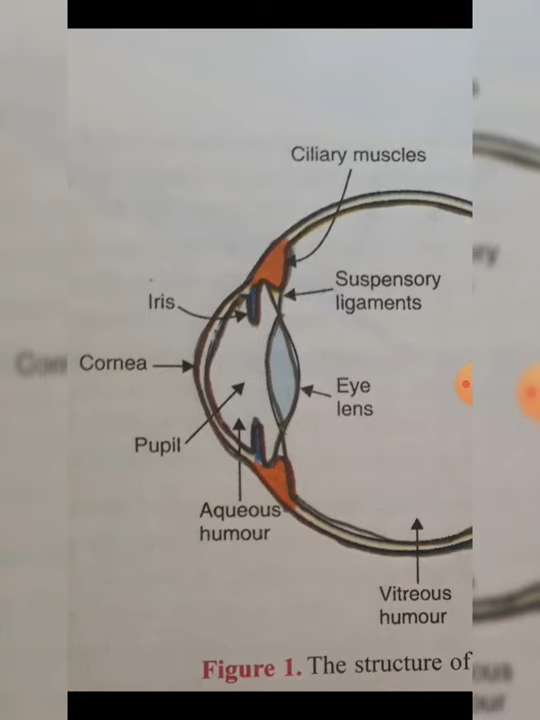 Ciliary muscles
Suspensory
ligaments
Iris
Cornea
Eye
lens
Pupil
Aqueous
humour
Vitreous
humour
Figure 1. The structure of